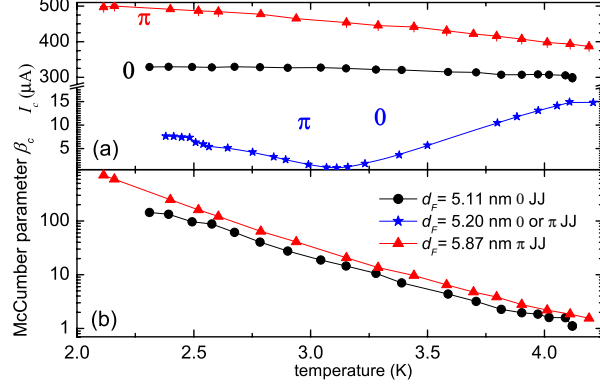 500
400
300
15
10
5
I_c (μA)
π
0
π
0
(a)
McCumber parameter β_c
100
10
1
d_F= 5.11 nm 0 JJ
d_F= 5.20 nm 0 or π JJ
d_F= 5.87 nm π JJ
(b)
2.0 2.5 3.0 3.5 4.0
temperature (K)